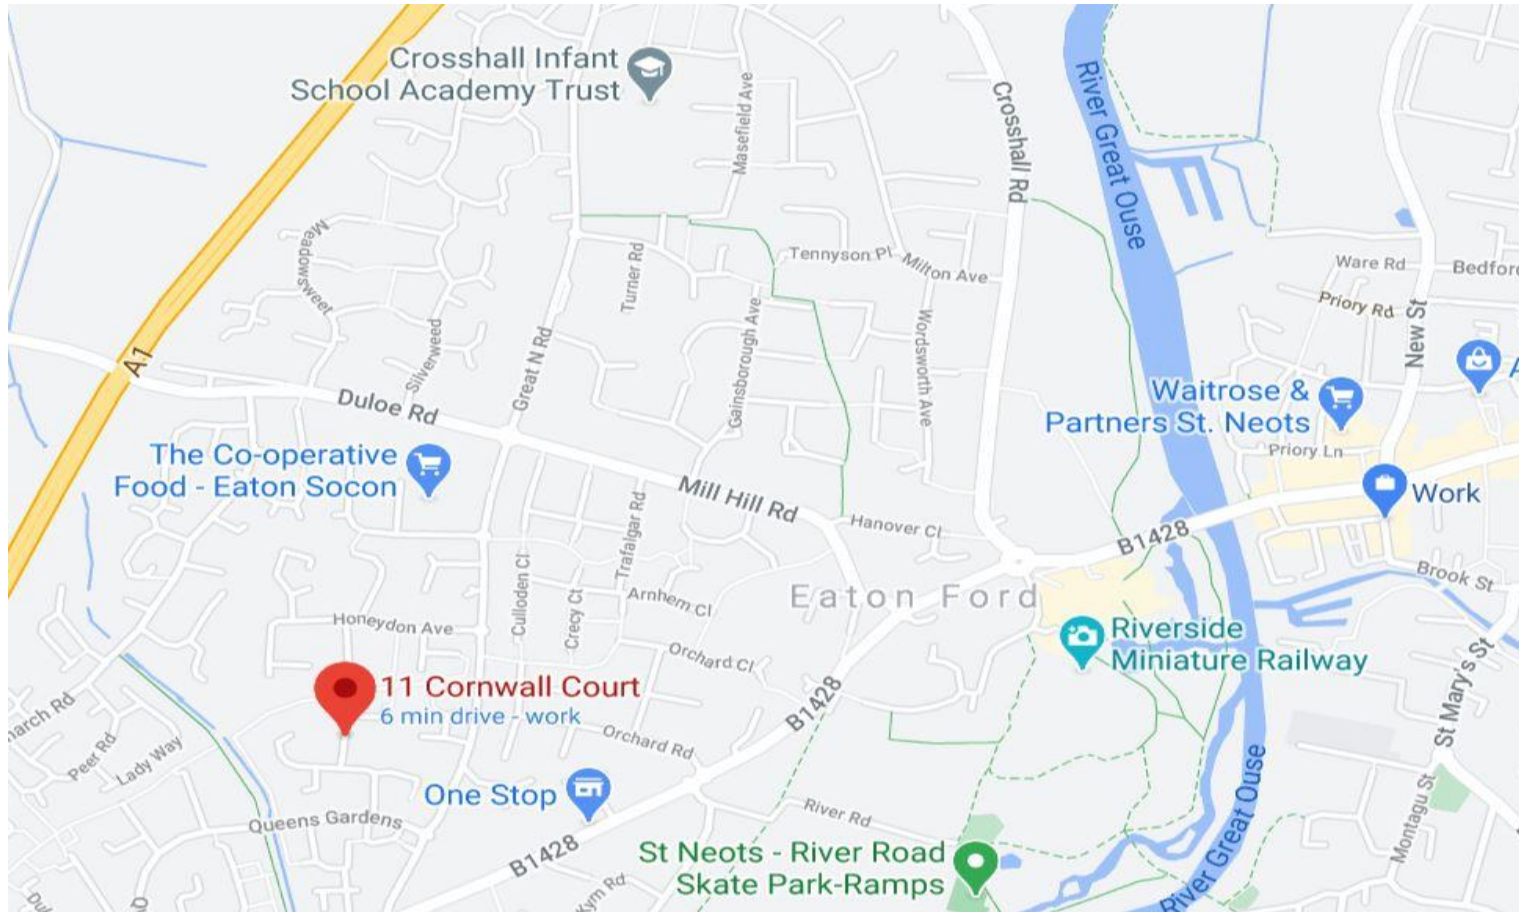 Crosshall Infant
School Academy Trust
Masefield Ave
Crosshall Rd
River Great Ouse
Meadowsweet
Turner Rd
Tennyson Pl
Milton Ave
Ware Rd
Bedford
Priory Rd
New St
A1
Silverweed
Great N Rd
Gainsborough Ave
Wordsworth Ave
Duloe Rd
Waitrose &
Partners St. Neots
A
The Co-operative
Food - Eaton Socon
Priory Ln
Mill Hill Rd
Work
Hanover Cl
B1428
Trafalgar Rd
Culloden Cl
Crecy Ct
Arnhem Cl
Eaton Ford
Brook St
Honeydon Ave
Orchard Cl
Riverside
Miniature Railway
11 Cornwall Court
6 min drive - work
arch Rd
Peer Rd
Lady Way
B1428
Orchard Rd
St Mary's St
One Stop
Queens Gardens
River Rd
Montagu St
B1428
St Neots - River Road
Skate Park-Ramps
River Great Ouse
Kym Rd